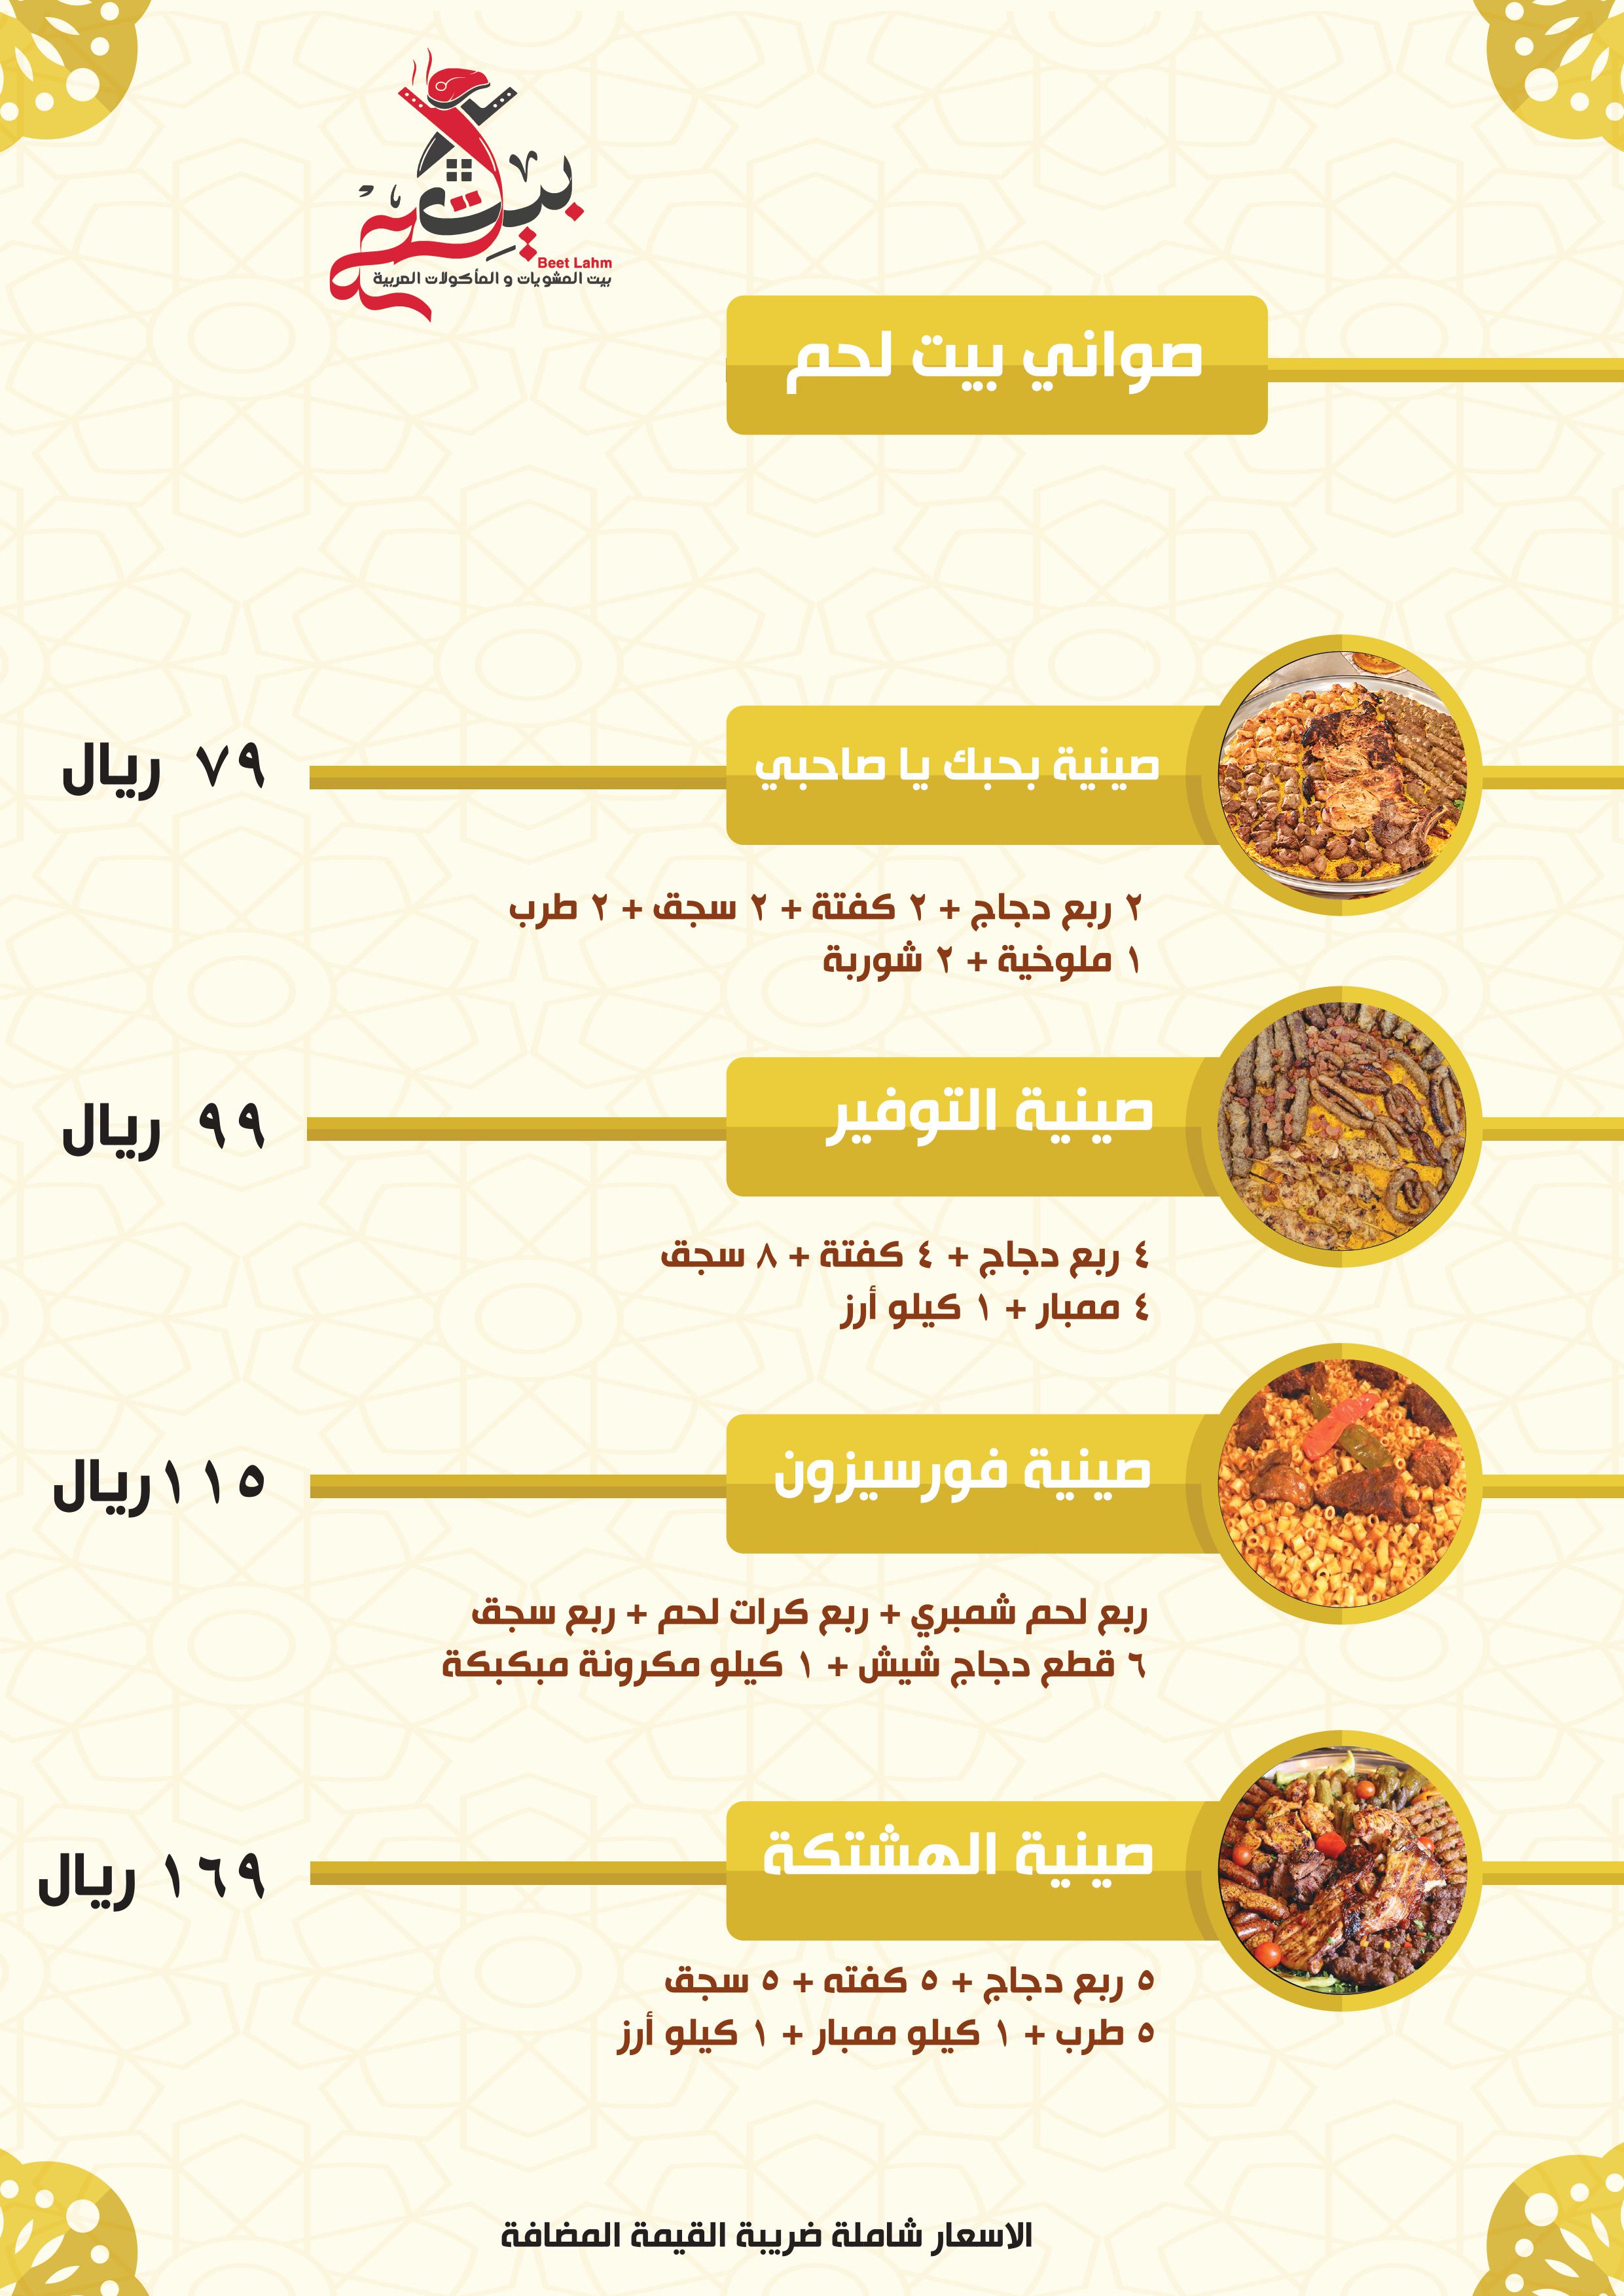 بيت لحم
Beet Lahm
بيت المشويات و المأكولات العربية
صواني بيت لحم
صينية بحبك يا صاحبي
٧٩ ريال
٢ ربع دجاج + ٢ كفتة + ٢ سجق + ٢ طرب
١ ملوخية + ٢ شوربة
صينية التوفير
٩٩ ريال
٤ ربع دجاج + ٤ كفتة + ٨ سجق
٤ ممبار + ١ كيلو أرز
صينية فورسيزون
١١٥ ريال
ربع لحم شمبري + ربع كرات لحم + ربع سجق
٦ قطع دجاج شيش + ١ كيلو مكرونة مبكبكة
صينية الهشتكة
١٦٩ ريال
٥ ربع دجاج + ٥ كفته + ٥ سجق
٥ طرب + ١ كيلو ممبار + ١ كيلو أرز
الاسعار شاملة ضريبة القيمة المضافة